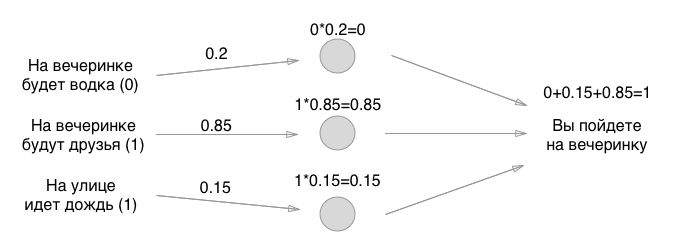 На вечеринке
будет водка (0)
0.2
0*0.2=0
На вечеринке
будут друзья (1)
0.85
1*0.85=0.85
На улице
идет дождь (1)
0.15
1*0.15=0.15
0+0.15+0.85=1
Вы пойдете
на вечеринку